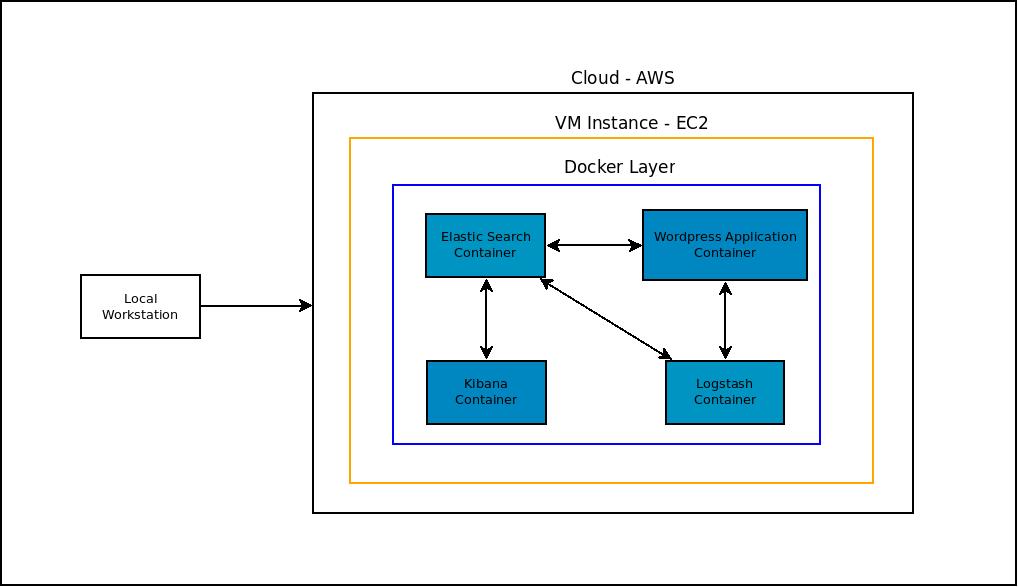 Cloud - AWS
VM Instance - EC2
Docker Layer
Elastic Search
Container
Wordpress Application
Container
Local
Workstation
Kibana
Container
Logstash
Container